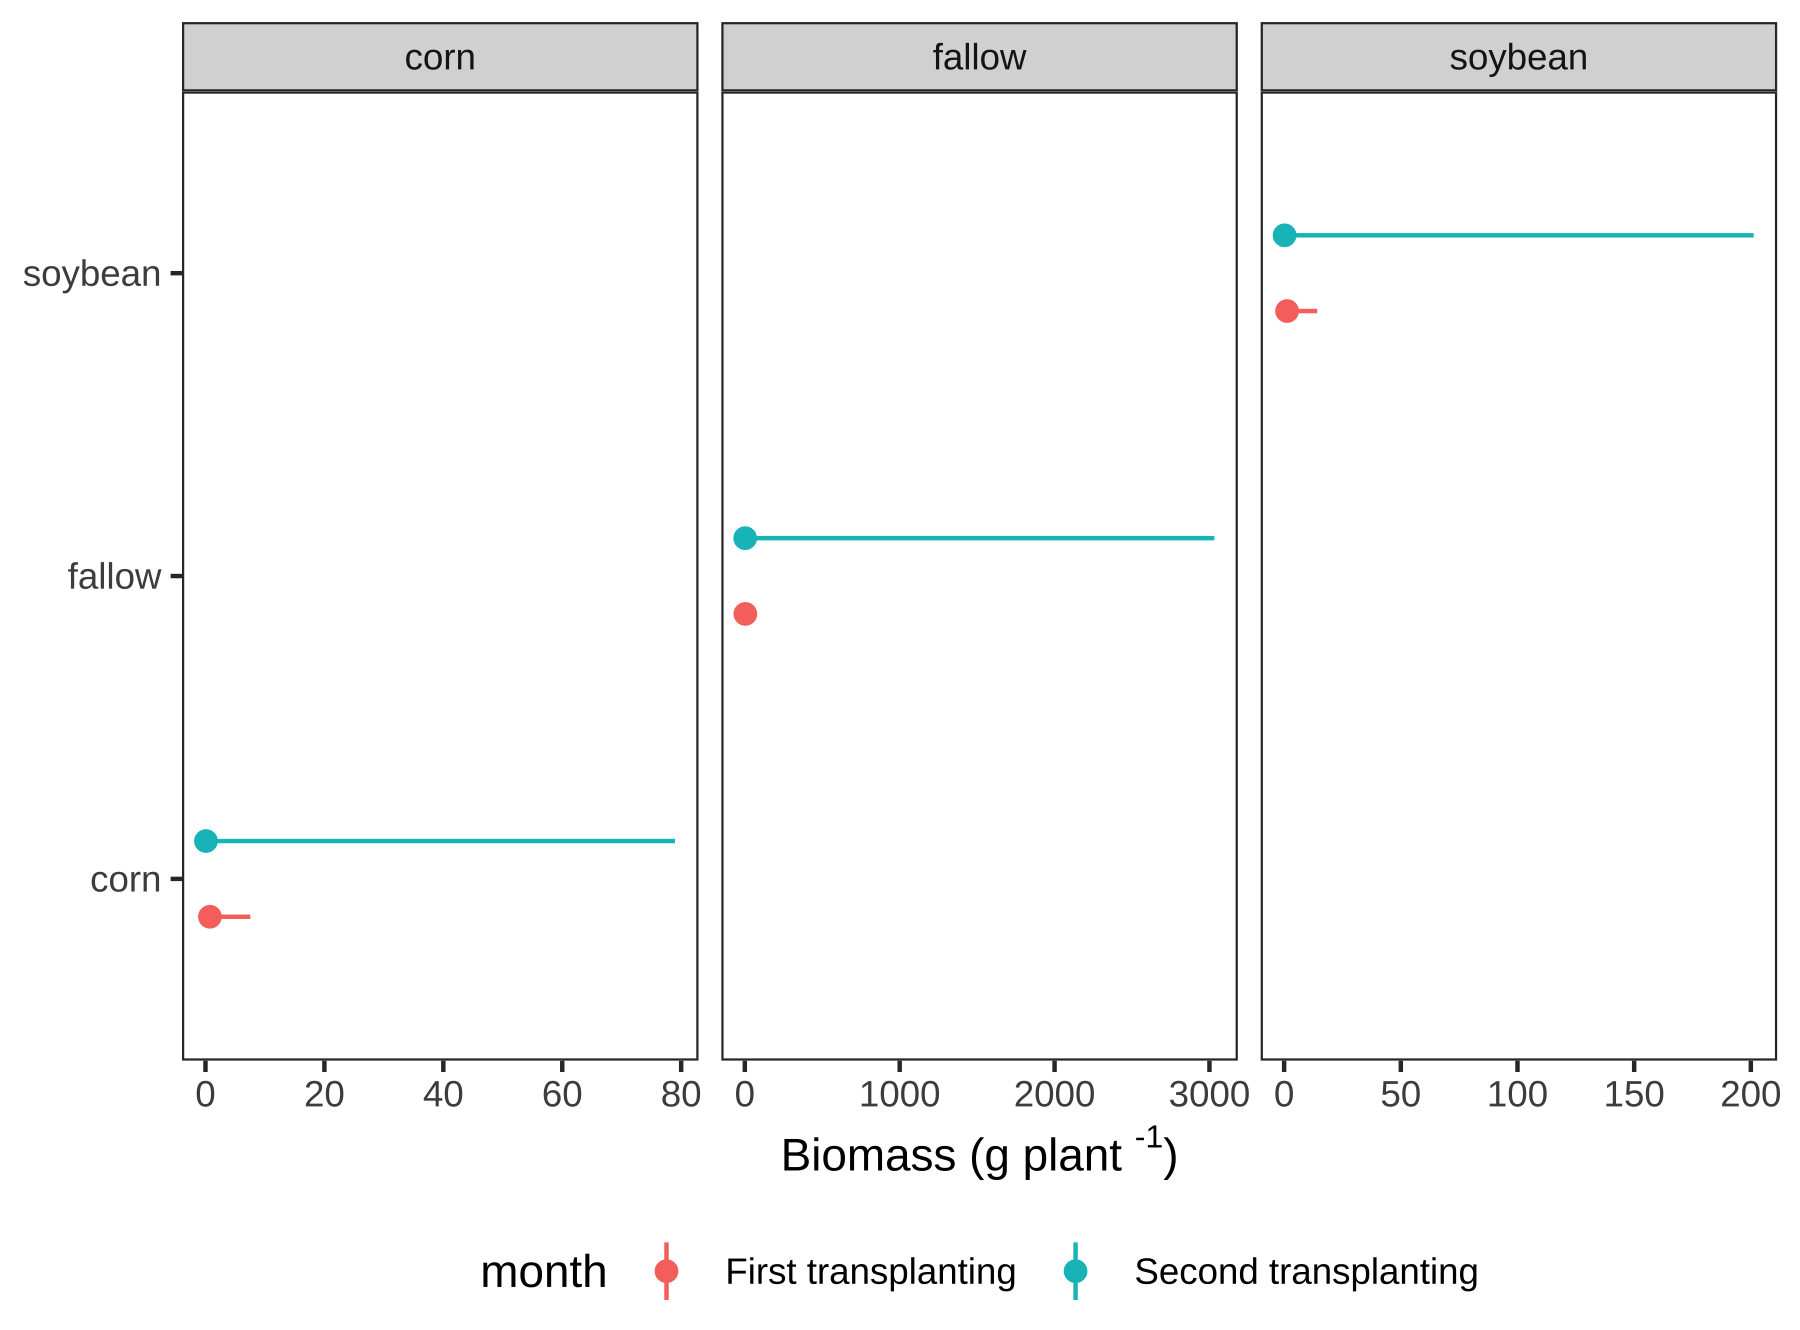 corn fallow soybean
soybean
fallow
corn
0 20 40 60 80 0 1000 2000 3000 0 50 100 150 200
Biomass (g plant -1)
month First transplanting Second transplanting